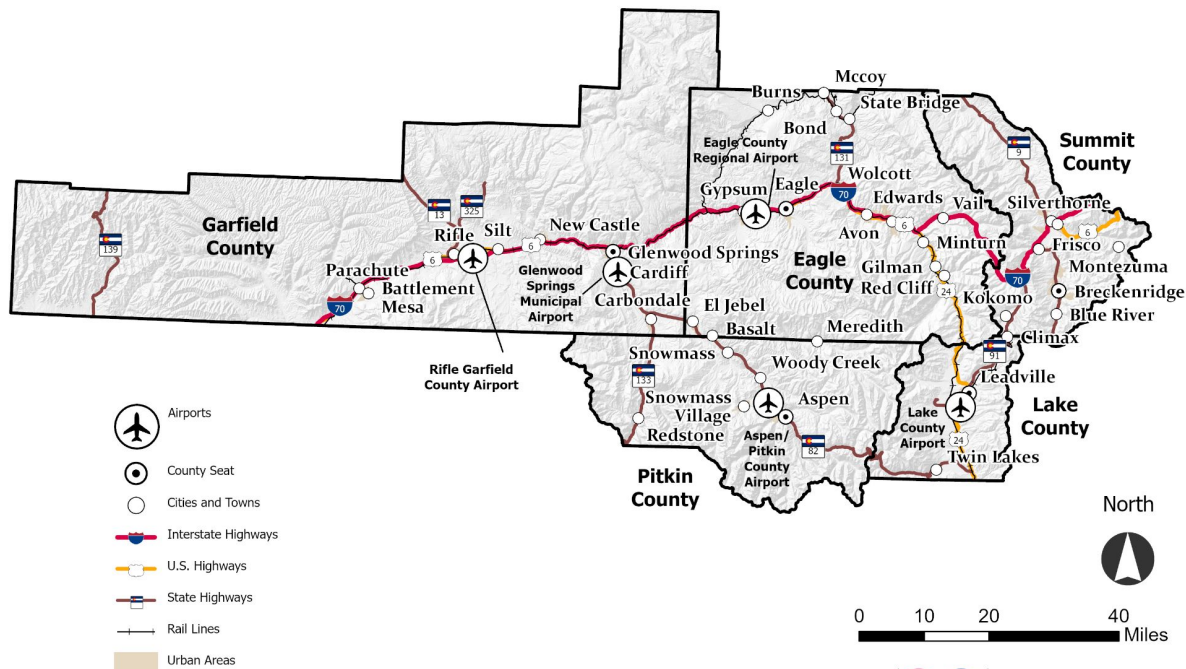 Mccoy
Burns
State Bridge
Bond
Eagle County
Regional Airport
131
9
Summit
County
Wolcott
70
Gypsum
Eagle
Edwards
Vail
Silverthorne
13
325
Garfield
County
New Castle
Avon
6
6
Rifle
Silt
6
Minturn
Frisco
139
6
Glenwood Springs
Eagle
County
Montezuma
Parachute
Glenwood
Springs
Municipal
Airport
Cardiff
Gilman
Red Cliff
70
Battlement
Mesa
24
Kokomo
Breckenridge
70
Carbondale
El Jebel
Blue River
Basalt
Meredith
Climax
Snowmass
91
Rifle Garfield
County Airport
133
Woody Creek
Leadville
Snowmass
Village
Aspen
Lake
County
Airport
Lake
County
Airports
Redstone
Aspen/
Pitkin
County
Airport
82
24
Twin Lakes
Pitkin
County
County Seat
Cities and Towns
North
Interstate Highways
U.S. Highways
State Highways
0 10 20 40
Miles
Rail Lines
Urban Areas